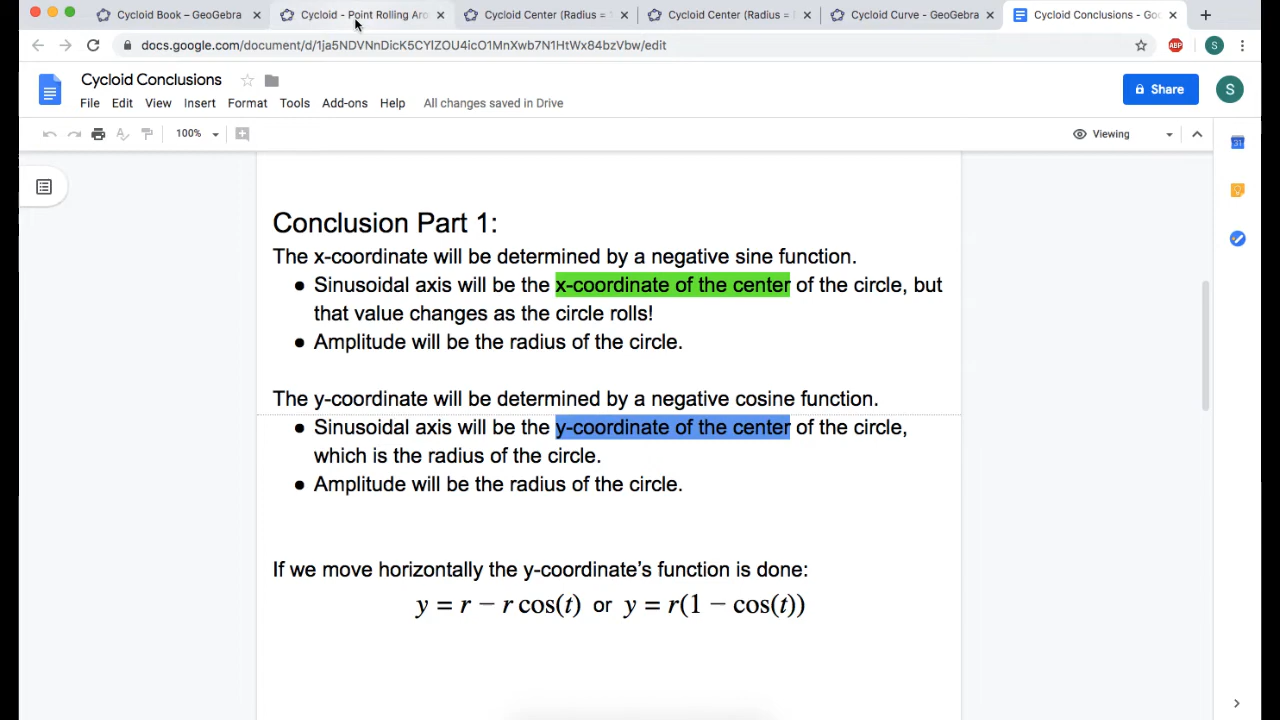 Cycloid Book – GeoGebra
Cycloid - Point Rolling Aro
Cycloid Center (Radius =
Cycloid Center (Radius =
Cycloid Curve - GeoGebra
Cycloid Conclusions - Goo
docs.google.com/document/d/1ja5NDVNnDicK5CYlZOU4icO1MnXwb7N1HtWx84bzVbw/edit
ABP
S
Cycloid Conclusions
File Edit View Insert Format Tools Add-ons Help All changes saved in Drive
Share
S
100%
Viewing
31
Conclusion Part 1:
The x-coordinate will be determined by a negative sine function.
● Sinusoidal axis will be the x-coordinate of the center of the circle, but
that value changes as the circle rolls!
● Amplitude will be the radius of the circle.
The y-coordinate will be determined by a negative cosine function.
● Sinusoidal axis will be the y-coordinate of the center of the circle,
which is the radius of the circle.
● Amplitude will be the radius of the circle.
If we move horizontally the y-coordinate's function is done:
y = r − r cos(t) or y = r(1 − cos(t))